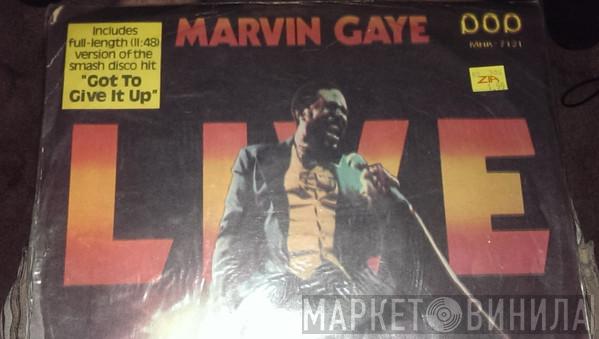 Includes
full-length (11:48)
version of the
smash disco hit
"Got To
Give It Up"
MARVIN GAYE
pop
ZIA
LIVE
МАРКЕТ ВИНИЛА